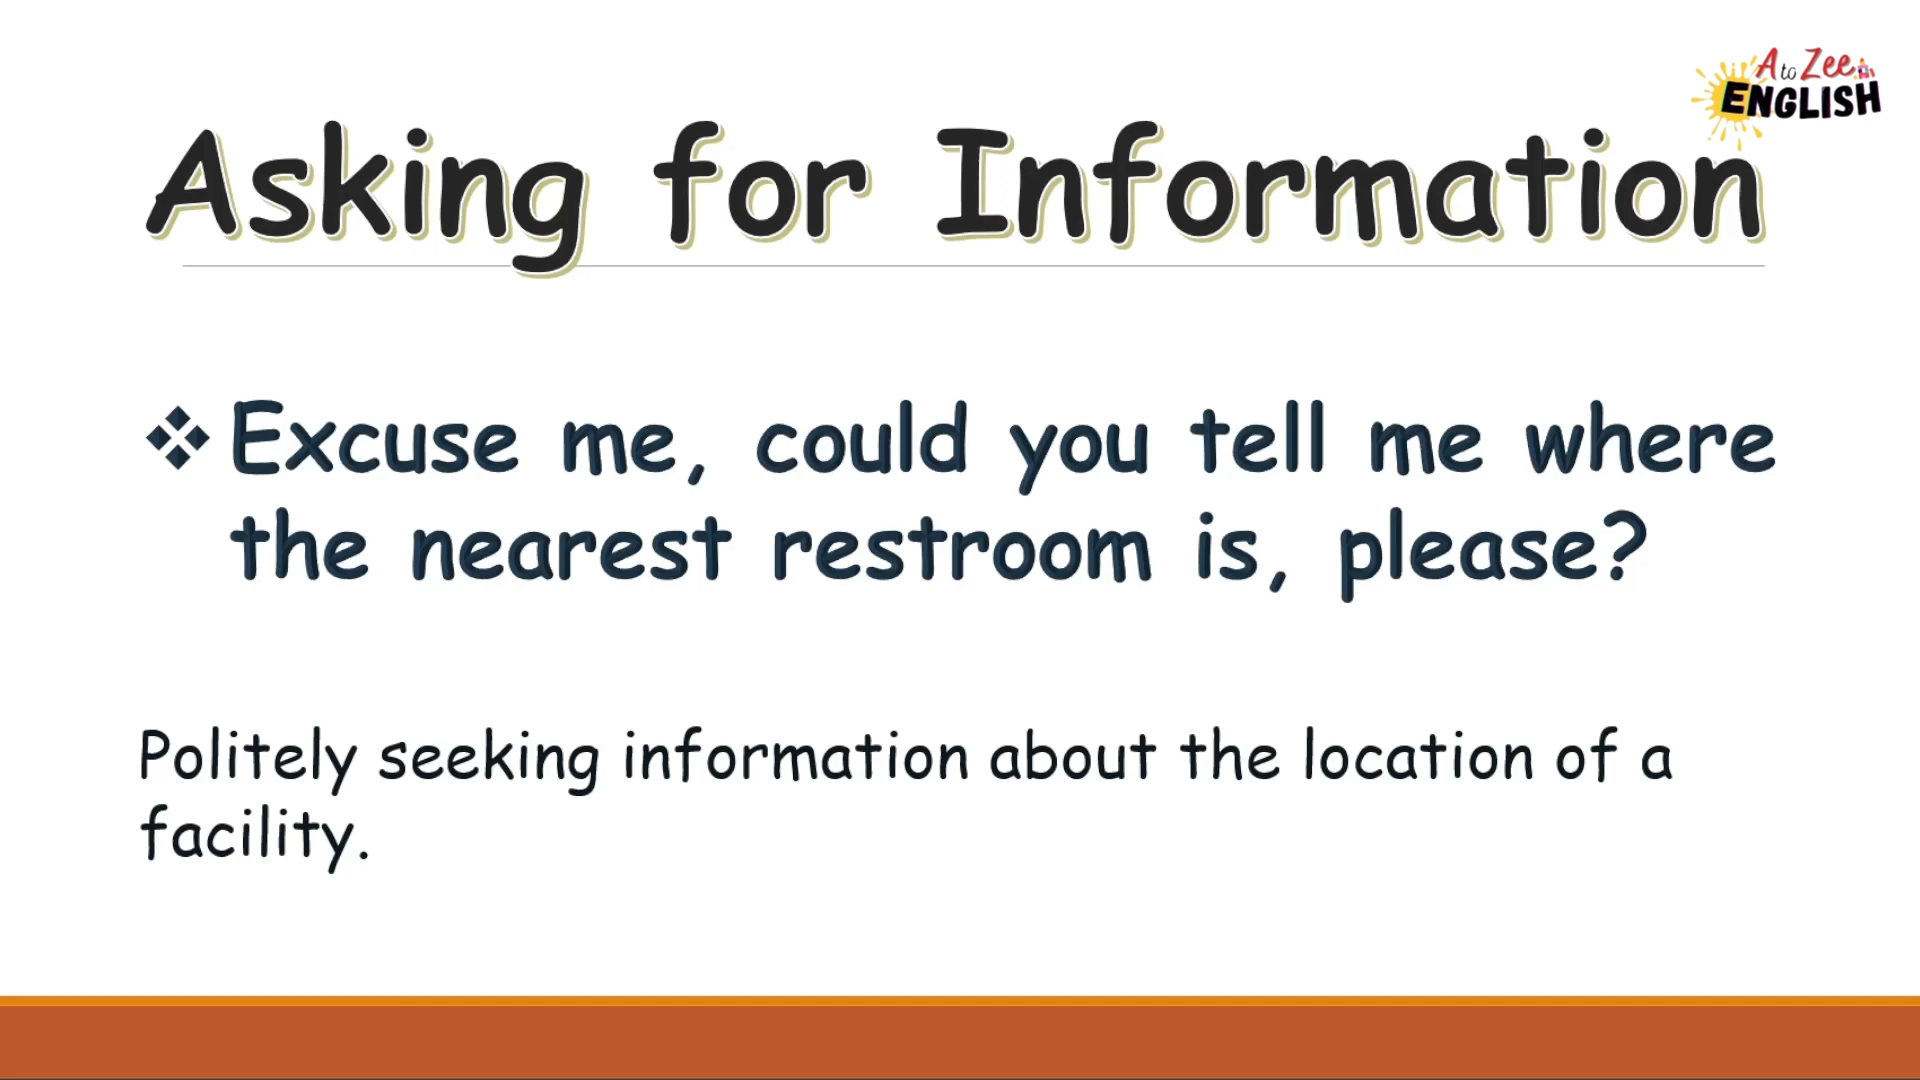 A to Zee
ENGLISH
Asking for Information
❖Excuse me, could you tell me where
the nearest restroom is, please?
Politely seeking information about the location of a
facility.